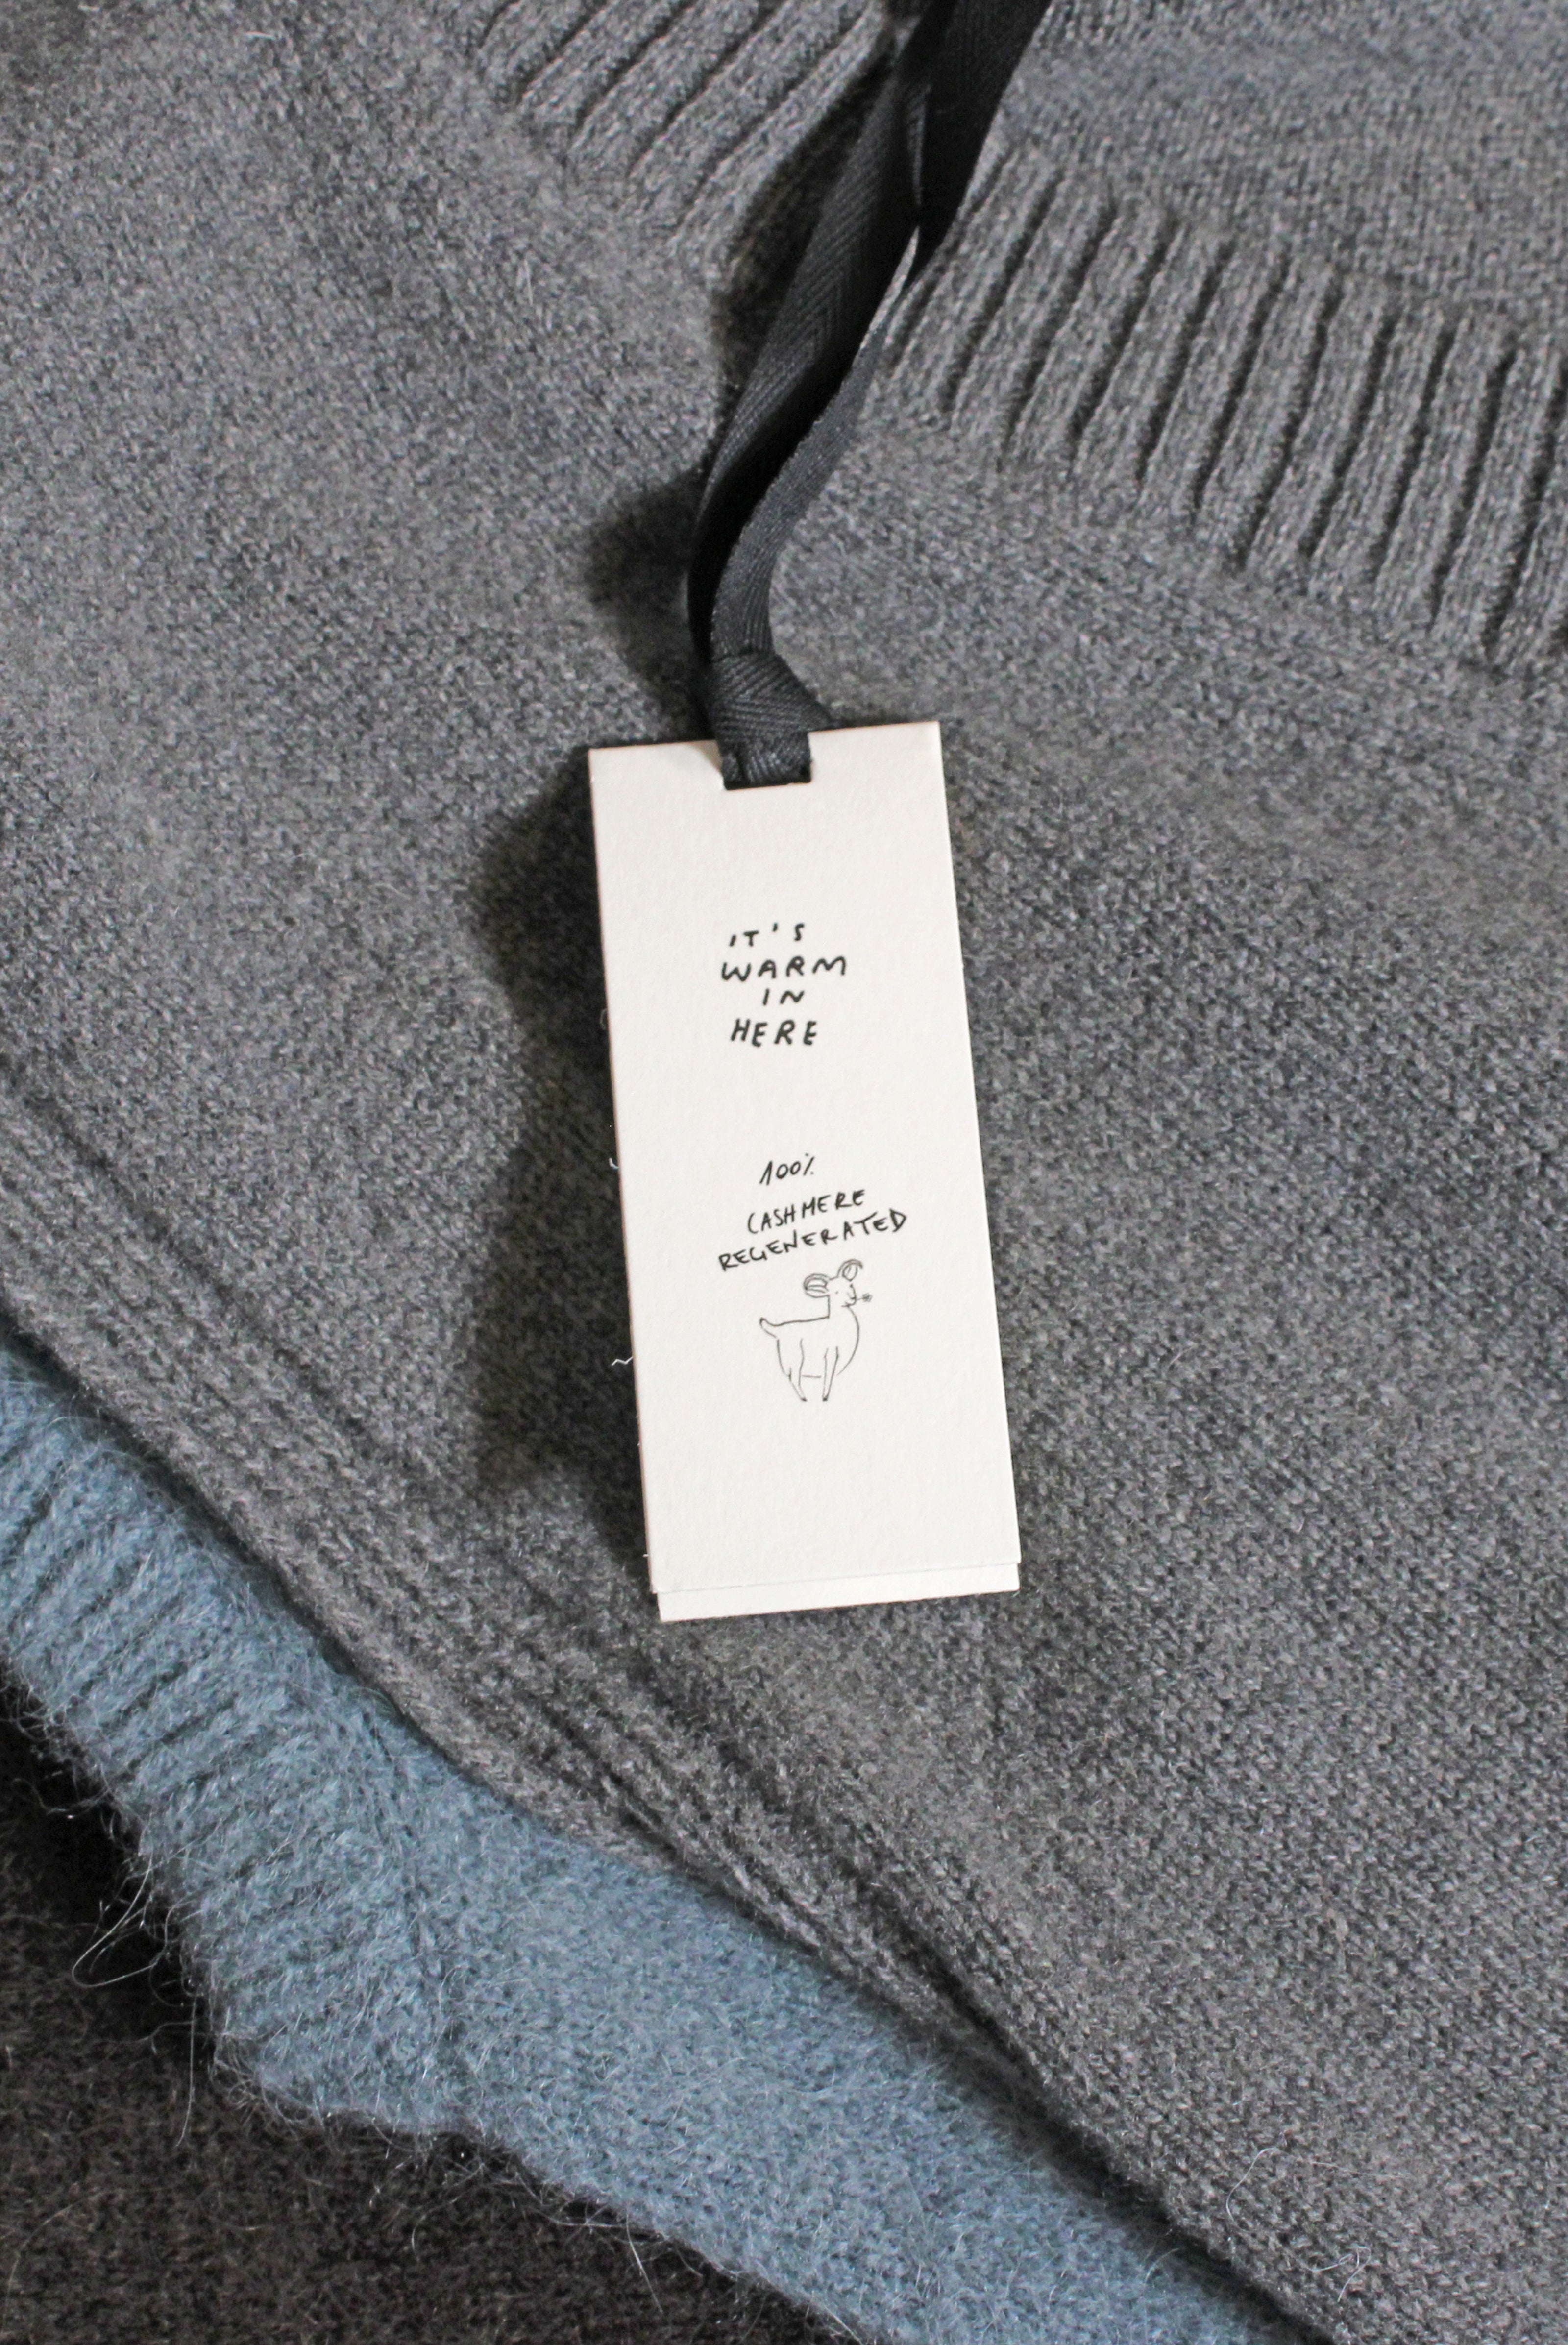 IT'S
WARM
IN
HERE
100%
CASHMERE
REGENERATED